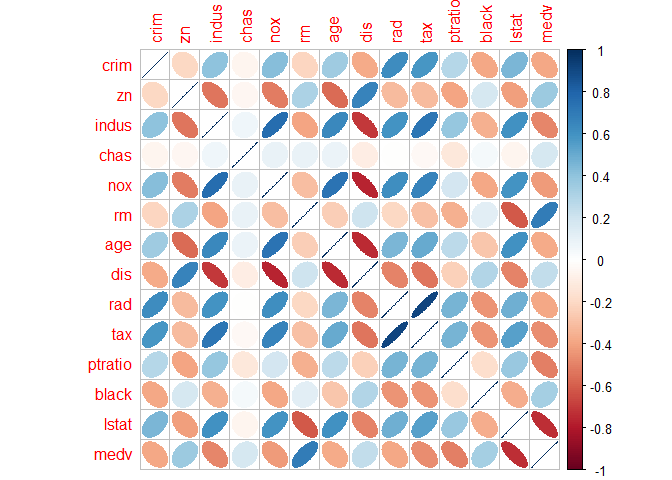 crim zn indus chas nox rm age dis rad tax ptratio black lstat medv
crim
zn
indus
chas
nox
rm
age
dis
rad
tax
ptratio
black
lstat
medv
1
0.8
0.6
0.4
0.2
0
-0.2
-0.4
-0.6
-0.8
-1